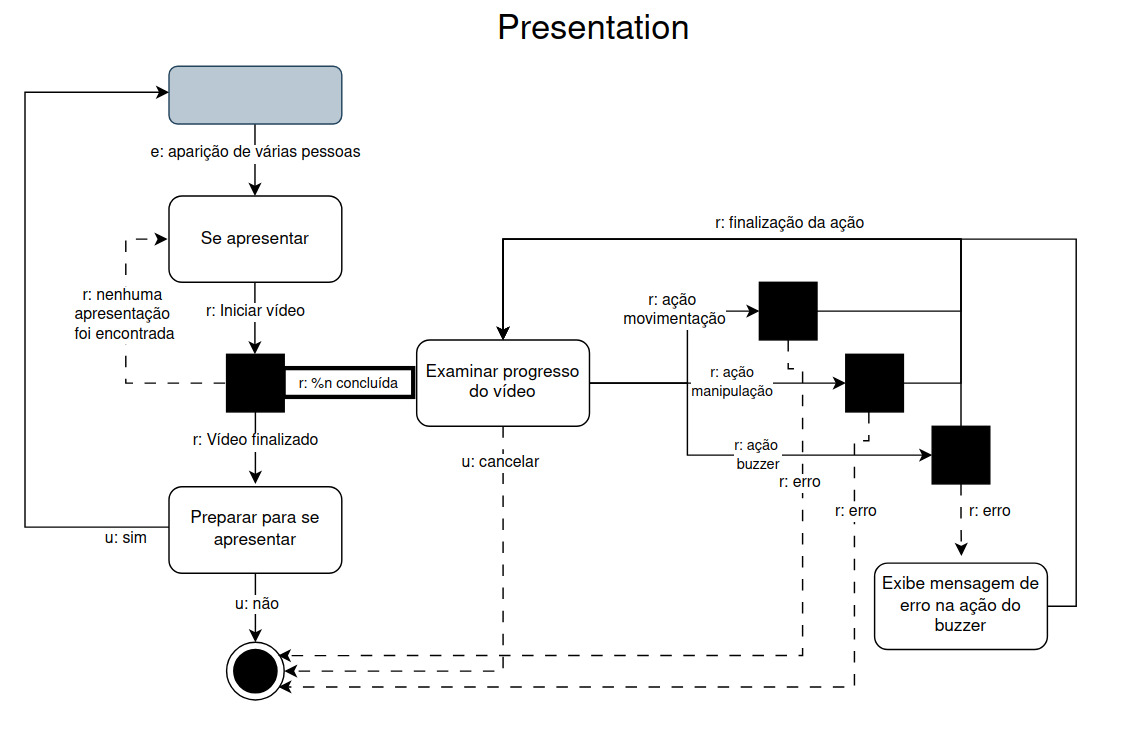 Presentation
e: aparição de várias pessoas
Se apresentar
r: finalização da ação
r: nenhuma
apresentação
foi encontrada
r: Iniciar vídeo
r: ação
movimentação
Examinar progresso
do vídeo
r: %n concluída
r: ação
manipulação
r: Vídeo finalizado
u: cancelar
r: ação
buzzer
r: erro
r: erro
r: erro
Preparar para se
apresentar
u: sim
Exibe mensagem de
erro na ação do
buzzer
u: não